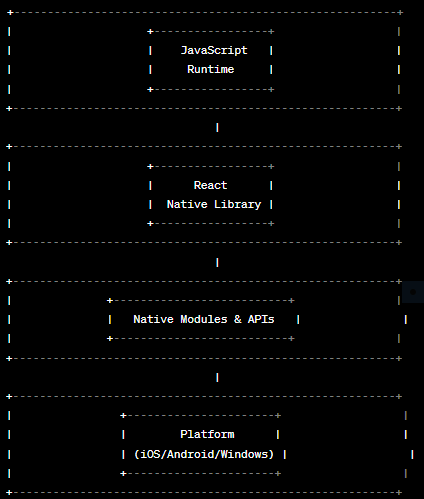 JavaScript
Runtime
React
Native Library
Native Modules & APIs
Platform
(iOS/Android/Windows)